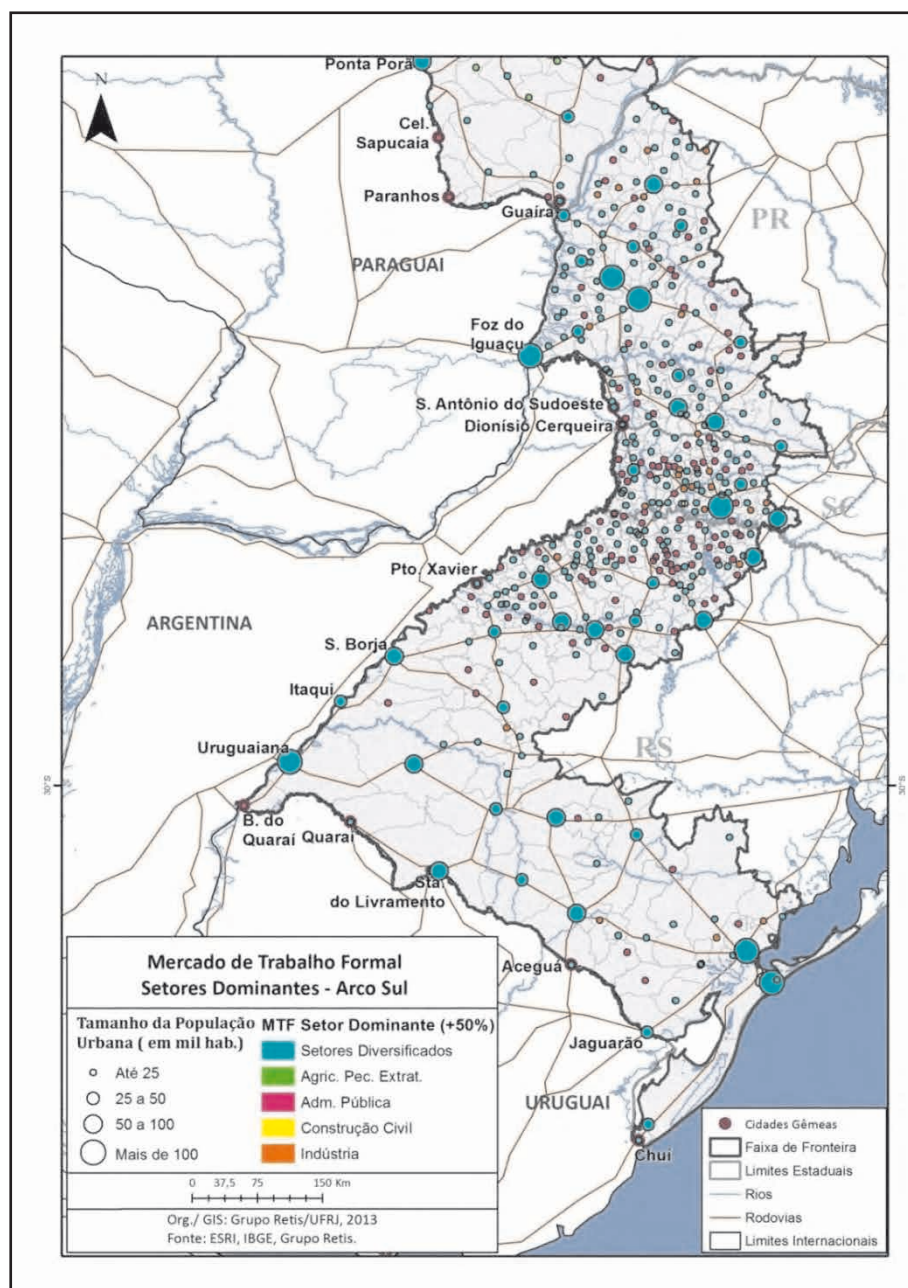 N
Ponta Porã
Cel.
Sapucaia
Paranhos
Guaíra
PR
PARAGUAI
Foz do
Iguaçu
S. Antônio do Sudoeste
Dionísio Cerqueira
SC
Pto. Xavier
ARGENTINA
S. Borja
Itaqui
RS
Uruguaiana
30°S
30°S
B. do
Quaraí
Quaraí
Sta.
do Livramento
Aceguá
Jaguarão
URUGUAI
Chuí
Mercado de Trabalho Formal
Setores Dominantes - Arco Sul
Tamanho da População
Urbana ( em mil hab.)
Até 25
25 a 50
50 a 100
Mais de 100
MTF Setor Dominante (+50%)
Setores Diversificados
Agric. Pec. Extrat.
Adm. Pública
Construção Civil
Indústria
0 37,5 75 150 Km
Org./ GIS: Grupo Retis/UFRJ, 2013
Fonte: ESRI, IBGE, Grupo Retis.
Cidades Gêmeas
Faixa de Fronteira
Limites Estaduais
Rios
Rodovias
Limites Internacionais